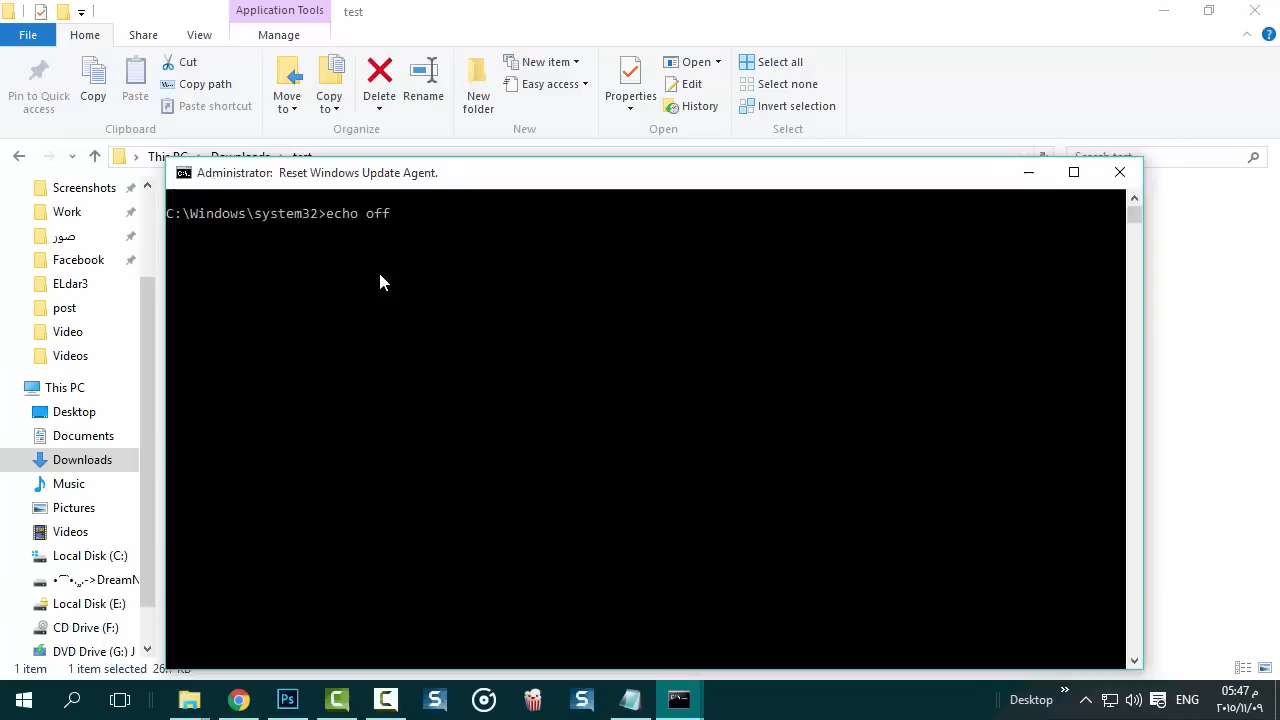 Application Tools
test
File
Home
Share
View
Manage
Pin to Quick
access
Copy
Paste
Cut
Copy path
Paste shortcut
Move
to
Copy
to
Delete
Rename
New
folder
New item
Easy access
Properties
Open
Edit
History
Select all
Select none
Invert selection
Clipboard
Organize
New
Open
Select
Administrator: Reset Windows Update Agent.
C:\Windows\system32>echo off
Screenshots
Work
صور
Facebook
ELdar3
post
Video
Videos
This PC
Desktop
Documents
Downloads
Music
Pictures
Videos
Local Disk (C:)
Local Disk (E:)
CD Drive (F:)
DVD Drive (G:) J
1 item
1 item selected
Desktop
ENG
05:47 م
٢٠١٥/١١/٠٩